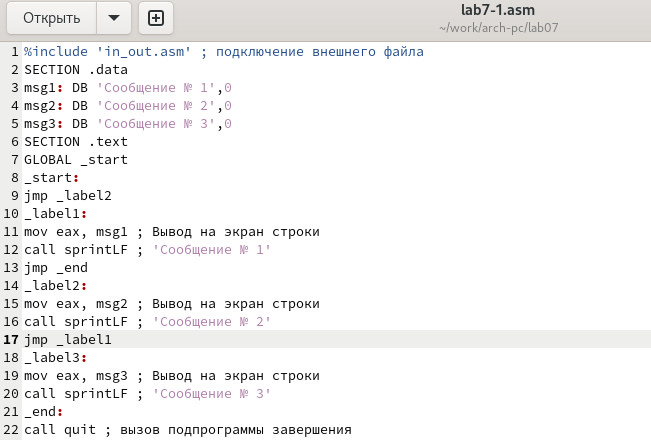 Открыть
lab7-1.asm
~/work/arch-pc/lab07
1 %include 'in_out.asm' ; подключение внешнего файла
2 SECTION .data
3 msg1: DB 'Сообщение № 1',0
4 msg2: DB 'Сообщение № 2',0
5 msg3: DB 'Сообщение № 3',0
6 SECTION .text
7 GLOBAL _start
8 _start:
9 jmp _label2
10 _label1:
11 mov eax, msg1 ; Вывод на экран строки
12 call sprintLF ; 'Сообщение № 1'
13 jmp _end
14 _label2:
15 mov eax, msg2 ; Вывод на экран строки
16 call sprintLF ; 'Сообщение № 2'
17 jmp _label1
18 _label3:
19 mov eax, msg3 ; Вывод на экран строки
20 call sprintLF ; 'Сообщение № 3'
21 _end:
22 call quit ; вызов подпрограммы завершения